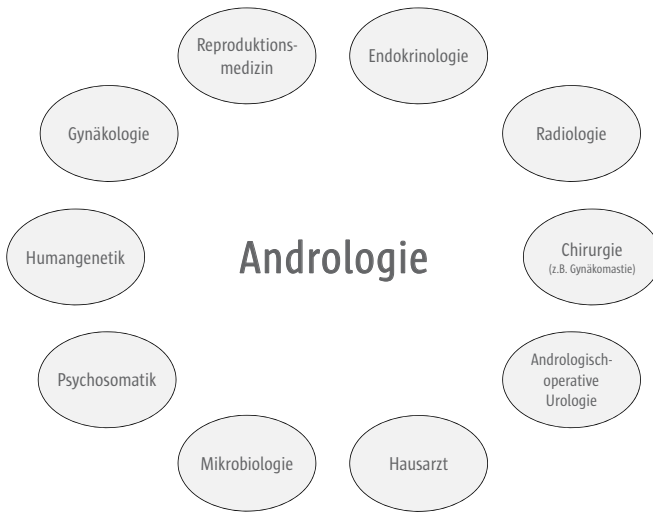 Reproduktions-
medizin
Endokrinologie
Gynäkologie
Radiologie
Humangenetik
Andrologie
Chirurgie
(z.B. Gynäkomastie)
Psychosomatik
Andrologisch-
operative
Urologie
Mikrobiologie
Hausarzt